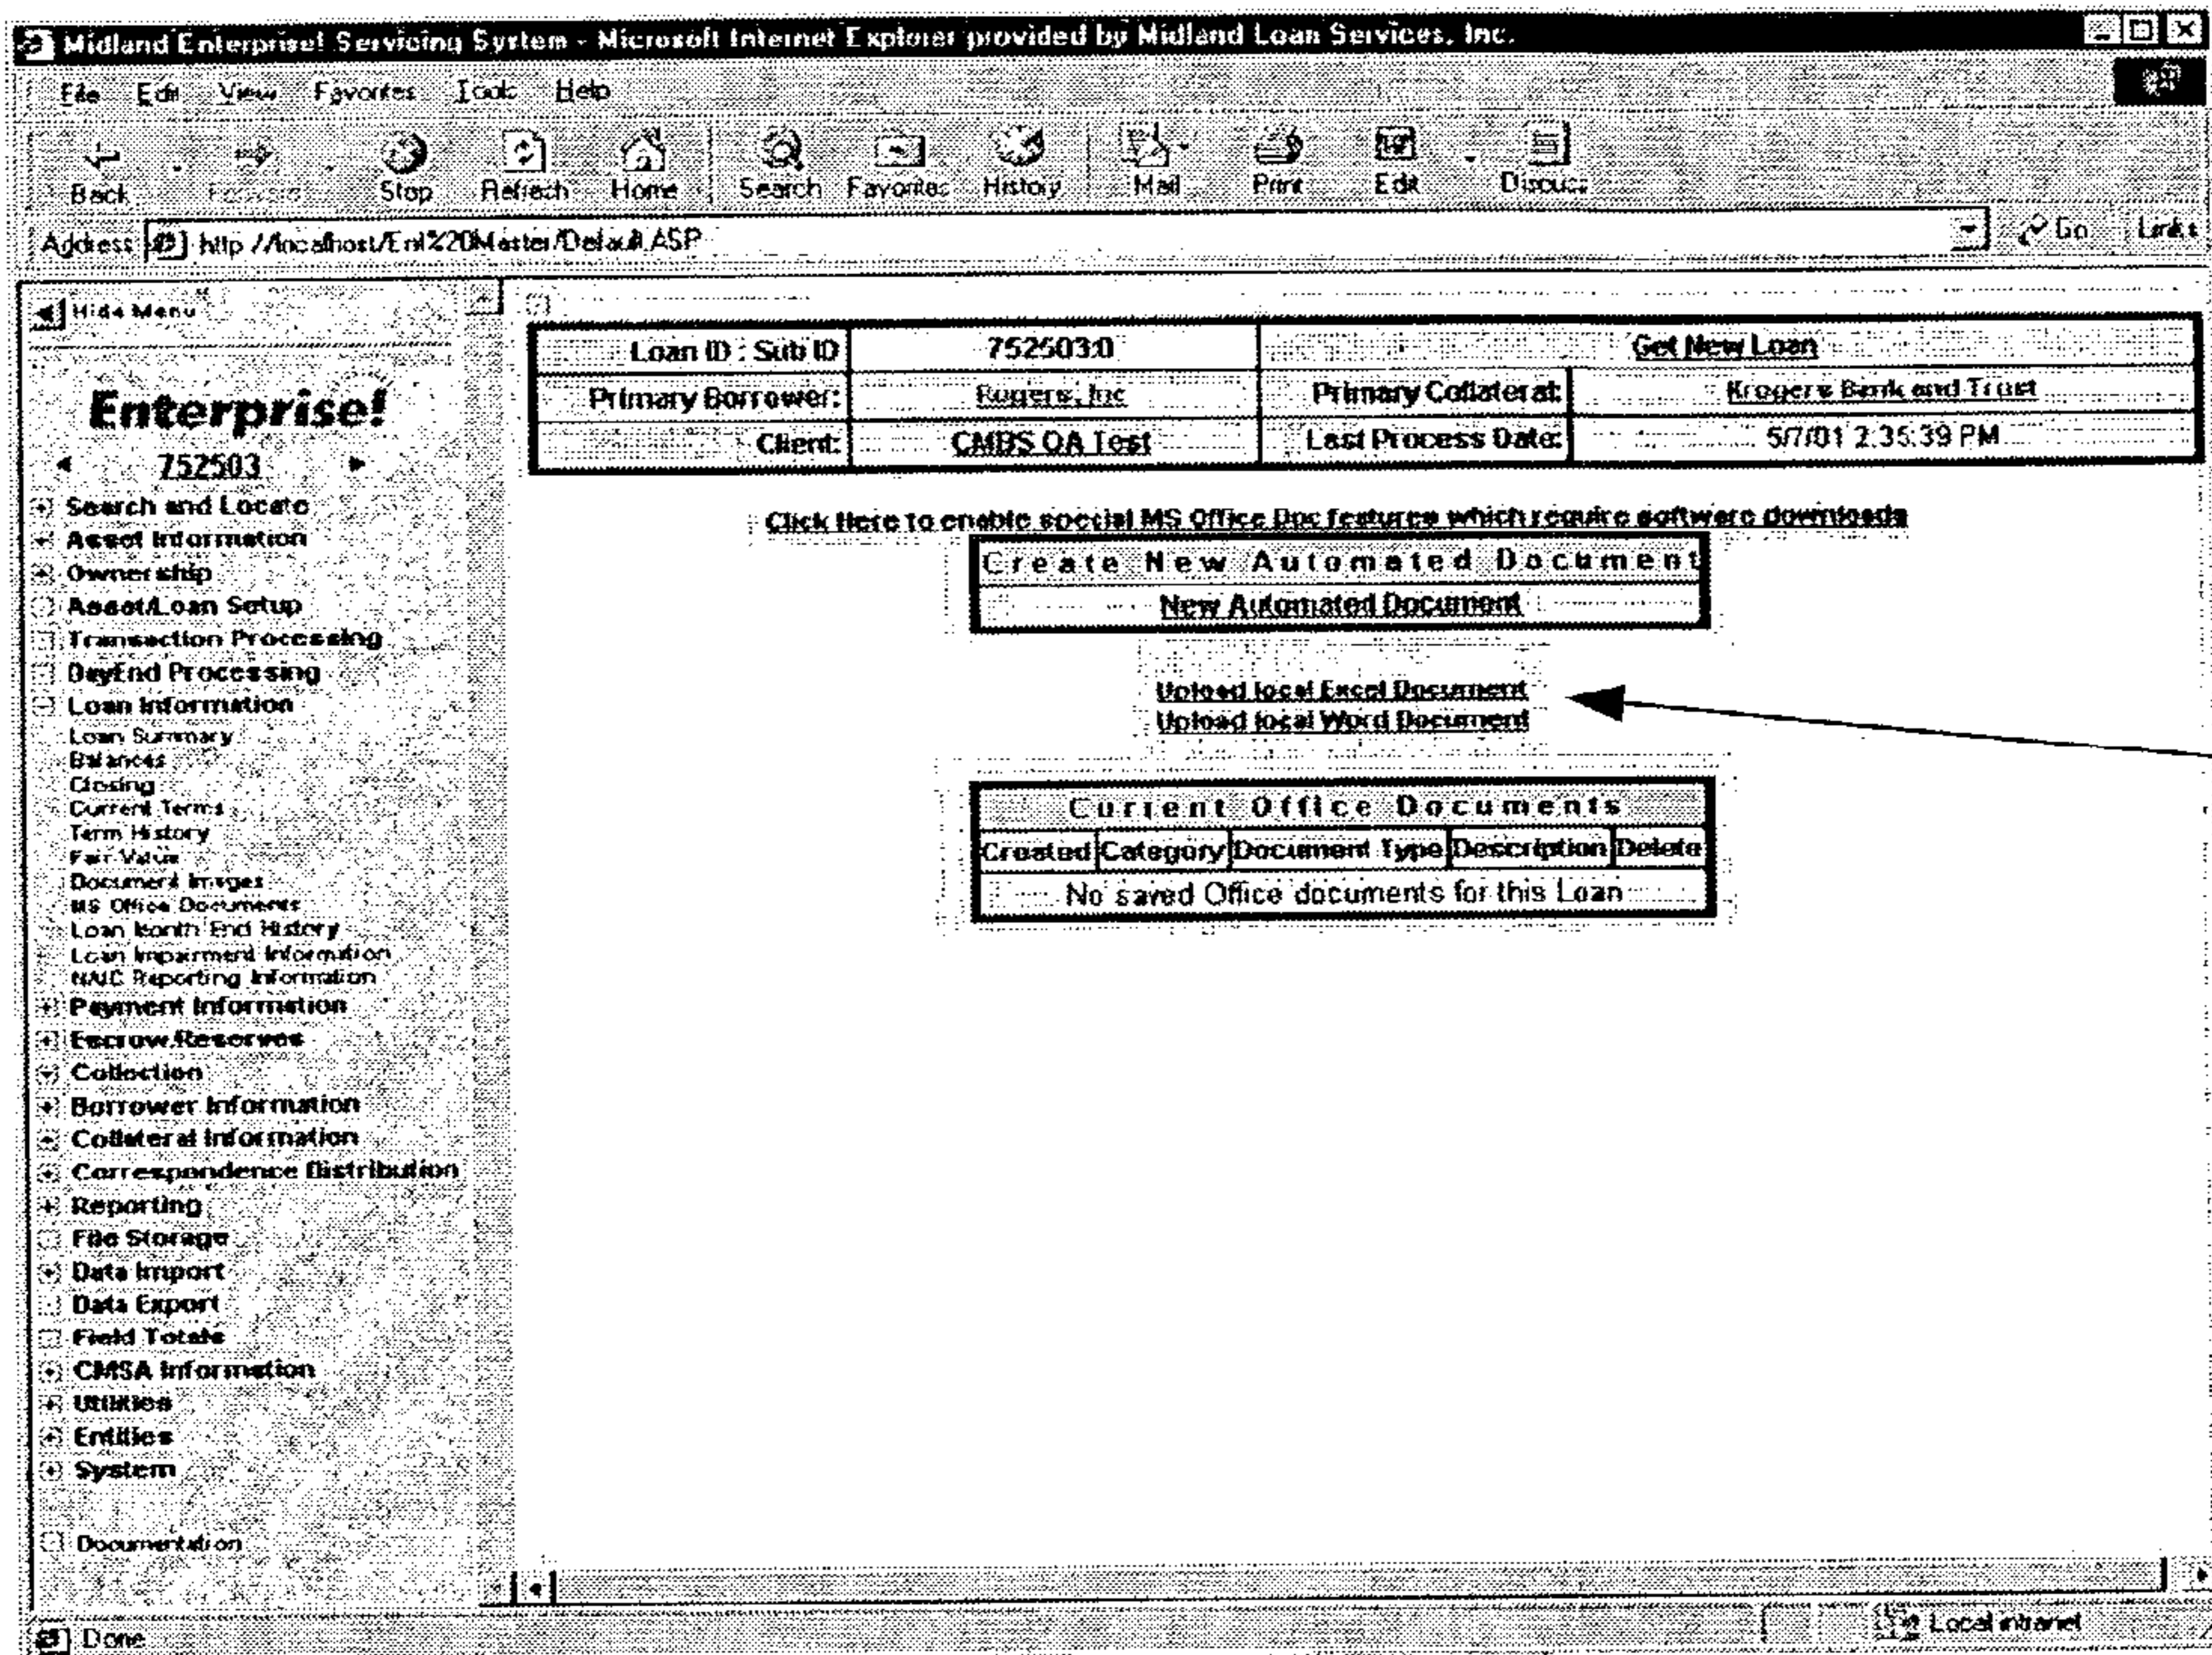 Midland Enterprise! Servicing System - Microsoft Internet Explorer provided by Midland Loan Services, Inc.
File Edit View Favorites Tools Help
Back Forward Stop Refresh Home Search Favorites History Mail Print Edit Discuss
Address http://localhost/Ent%20Master/Default.ASP Go Links
Hide Menu
Enterprise!
752503
Search and Locate
Asset Information
Ownership
Asset/Loan Setup
Transaction Processing
DayEnd Processing
Loan Information
Loan Summary
Balances
Closing
Current Terms
Term History
Fair Value
Document Images
MS Office Documents
Loan Month End History
Loan Impairment Information
NAIC Reporting Information
Payment Information
Escrow/Reserves
Collection
Borrower Information
Collateral Information
Correspondence Distribution
Reporting
File Storage
Data Import
Data Export
Field Totals
CMSA Information
Utilities
Entities
System
Documentation
Loan ID : Sub ID 752503:0 Get New Loan
Primary Borrower: Rogers, Inc Primary Collateral: Krogers Bank and Trust
Client: CMBS QA Test Last Process Date: 5/7/01 2:35:39 PM
Click Here to enable special MS Office Doc features which require software downloads
Create New Automated Document
New Automated Document
Upload local Excel Document
Upload local Word Document
Current Office Documents
Created Category Document Type Description Delete
No saved Office documents for this Loan
Done Local intranet